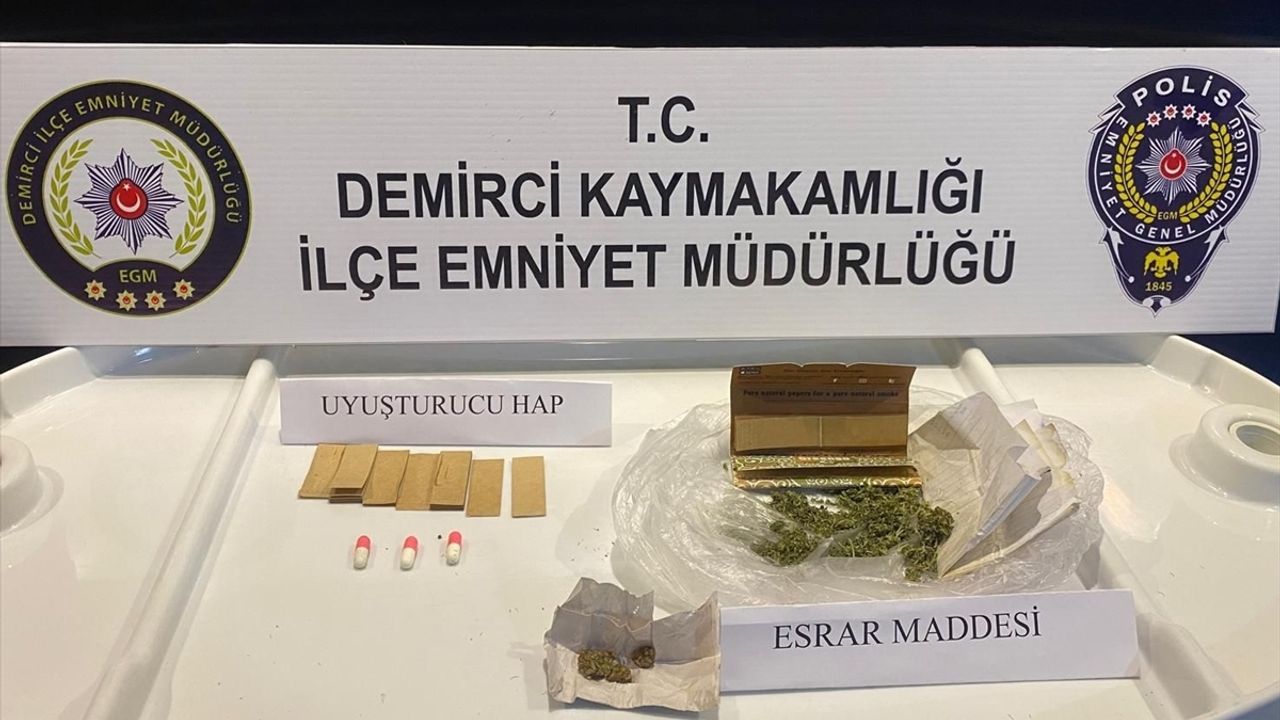 T.C.
DEMİRCİ KAYMAKAMLIĞI
İLÇE EMNİYET MÜDÜRLÜĞÜ
DEMİRCİ İLÇE EMNİYET MÜDÜRLÜĞÜ
EGM
POLİS
EMNİYET GENEL MÜDÜRLÜĞÜ
EGM
1845
UYUŞTURUCU HAP
Pure natural papers for a pure natural smoke
ESRAR MADDESİ